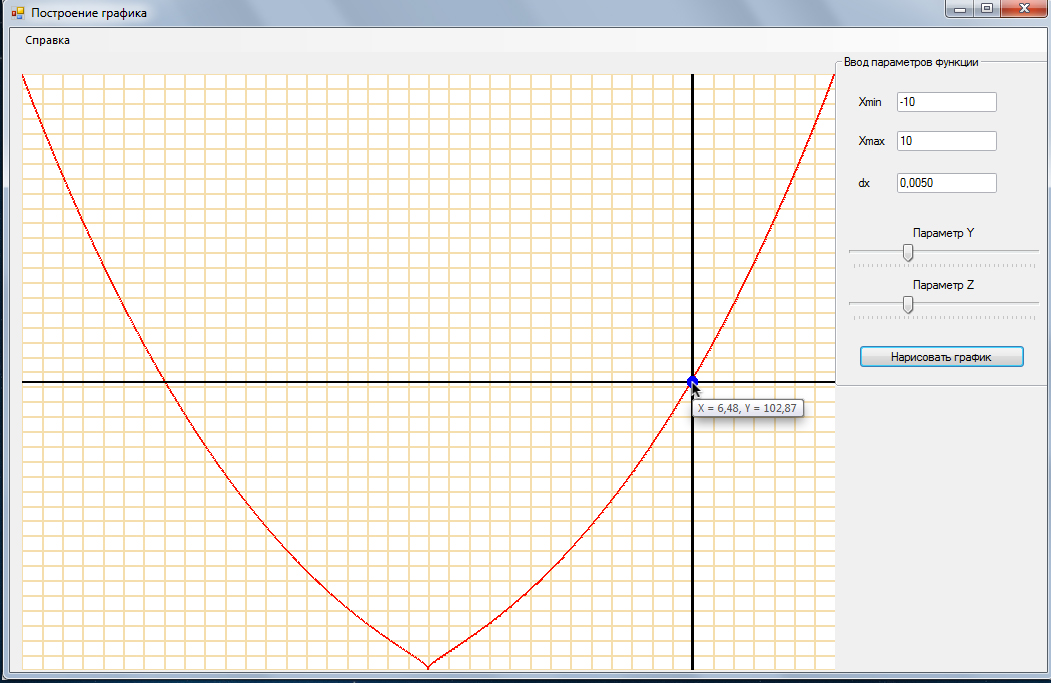 Построение графика
Справка
Ввод параметров функции
Xmin -10
Xmax 10
dx 0,0050
Параметр Y
Параметр Z
Нарисовать график
X = 6,48, Y = 102,87